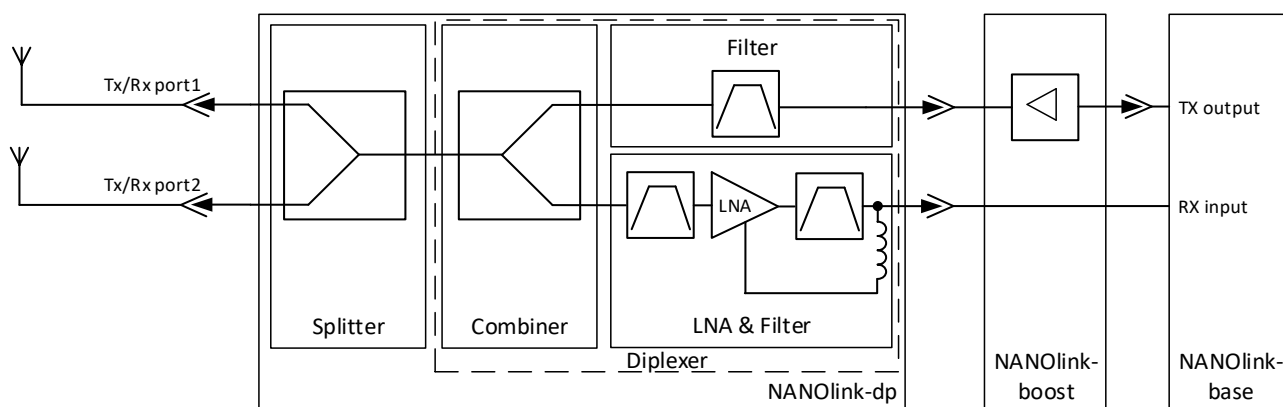 Filter
Tx/Rx port1
TX output
Tx/Rx port2
LNA
RX input
Splitter
Combiner
LNA & Filter
Diplexer
NANOlink-dp
NANOlink-
boost
NANOlink-
base